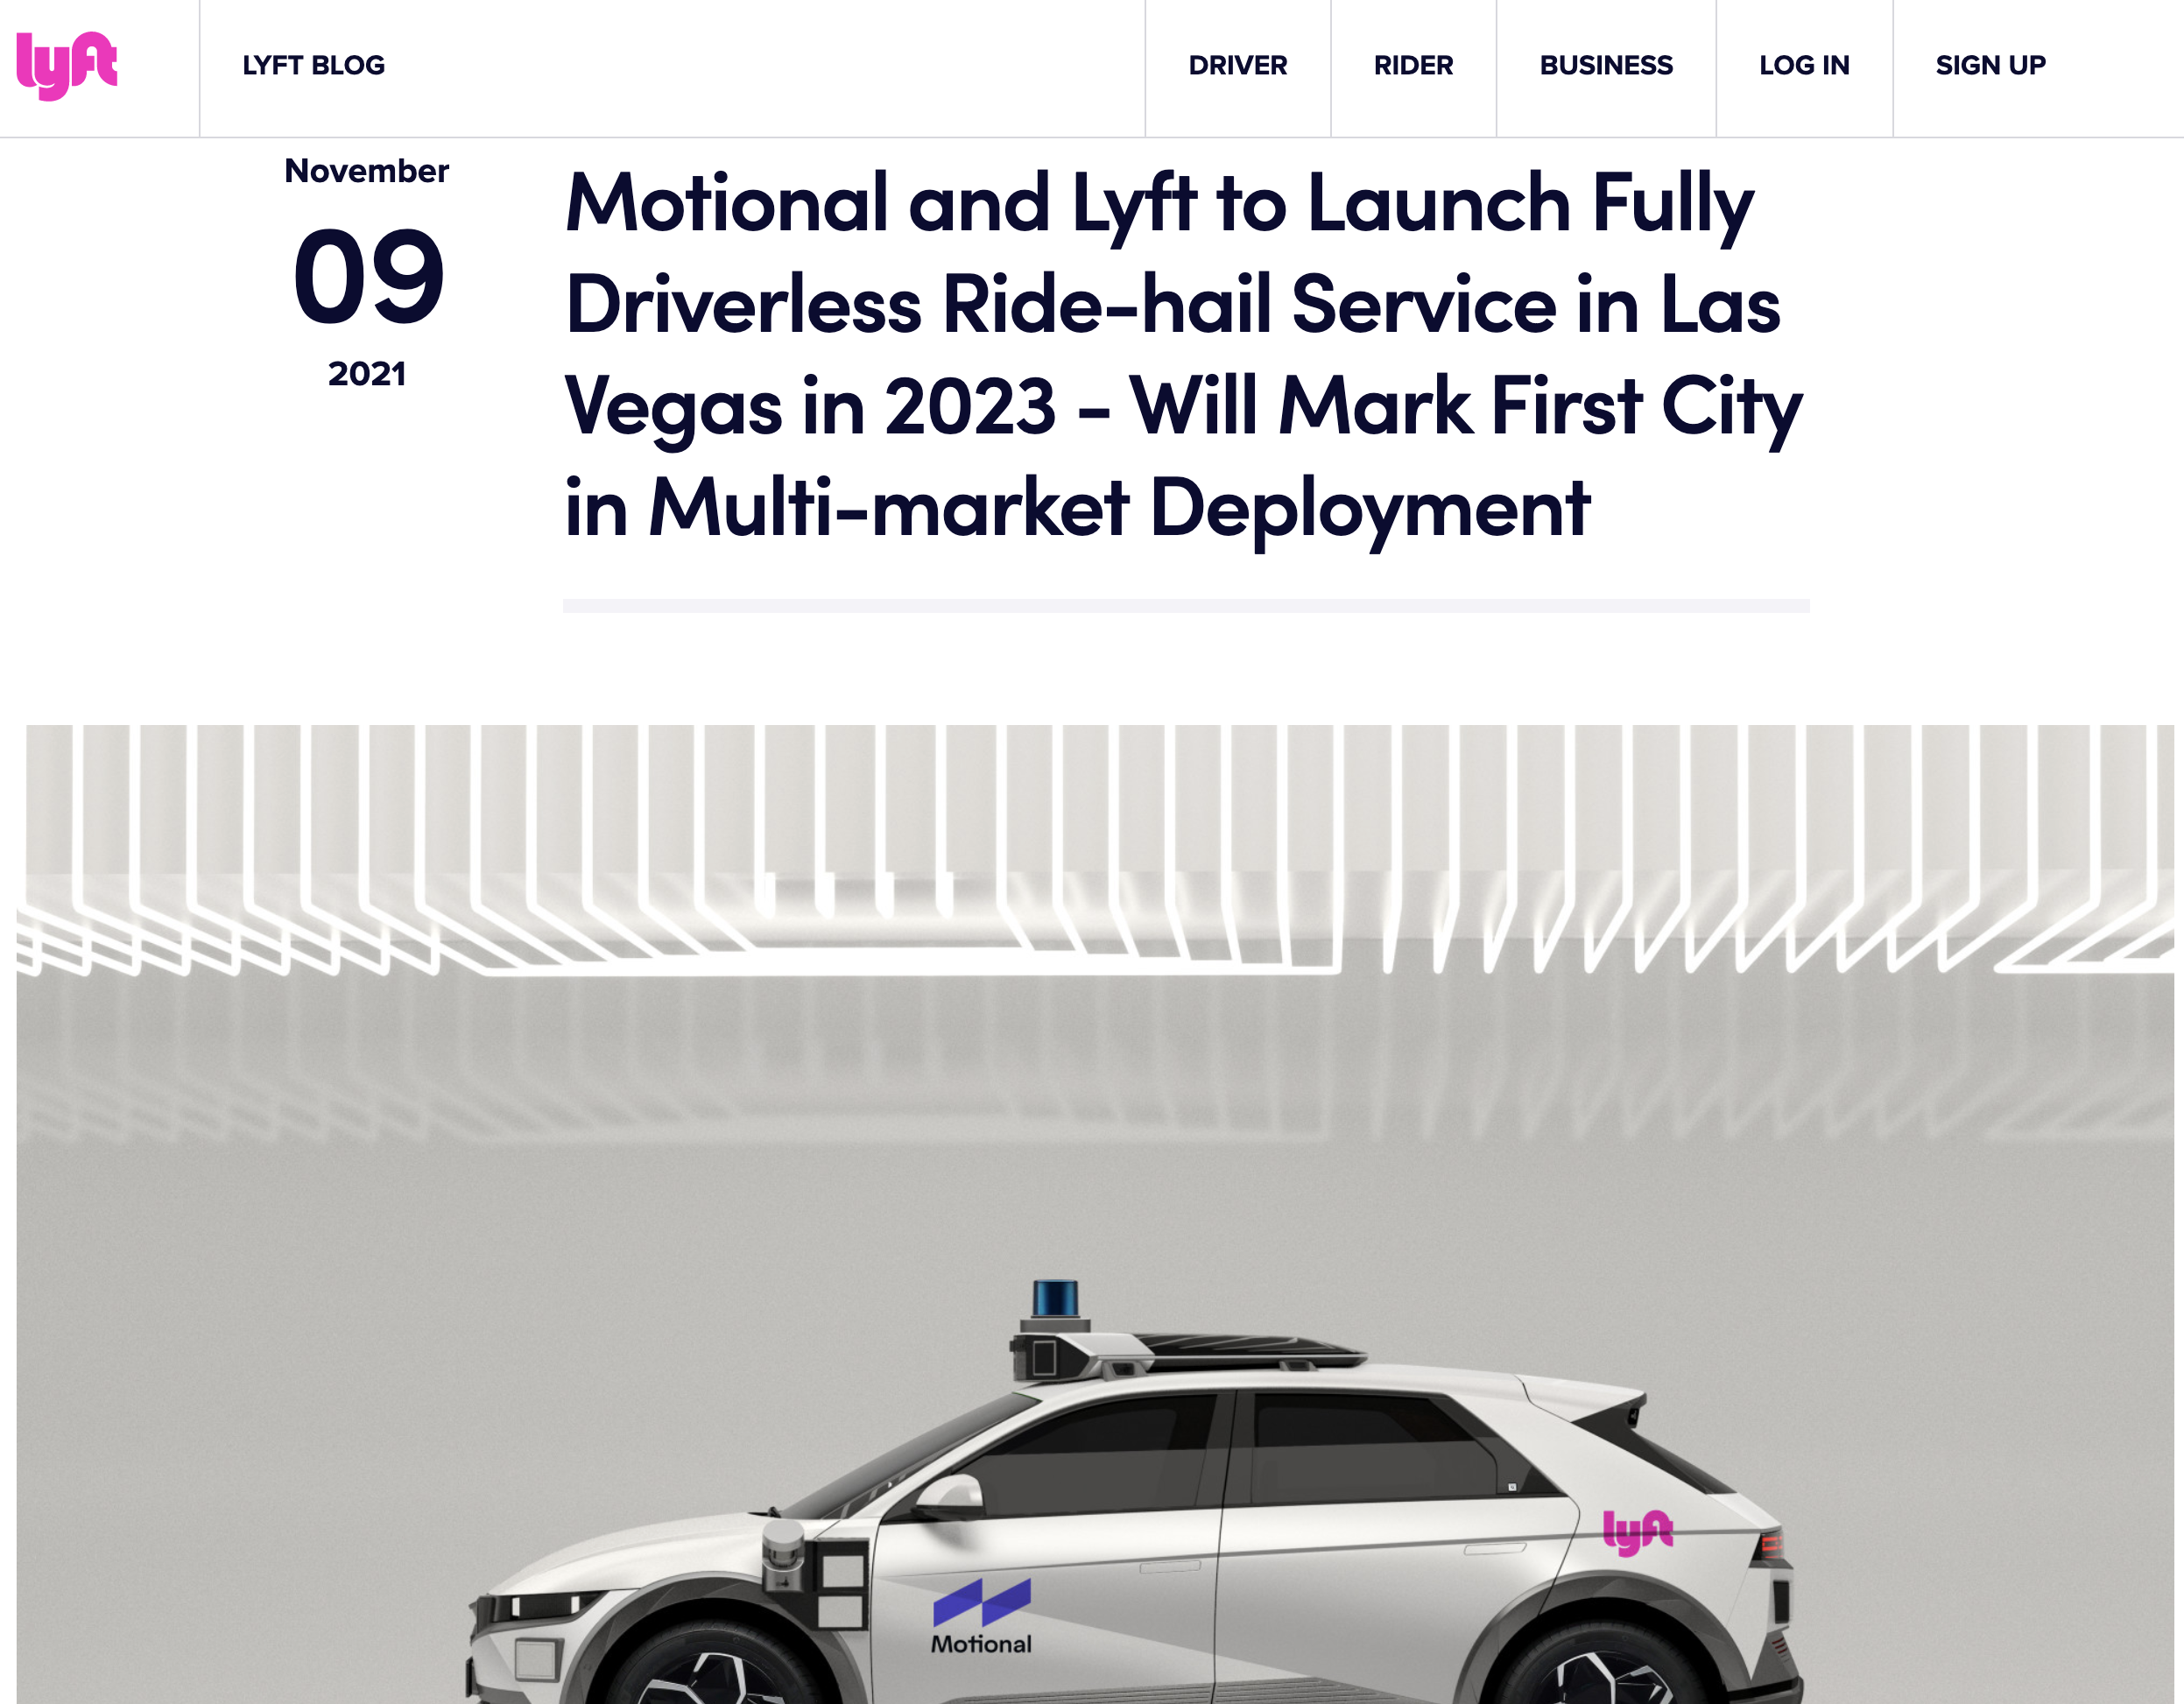 lyft
LYFT BLOG
DRIVER
RIDER
BUSINESS
LOG IN
SIGN UP
November
09
2021
Motional and Lyft to Launch Fully
Driverless Ride-hail Service in Las
Vegas in 2023 - Will Mark First City
in Multi-market Deployment
lyft
Motional